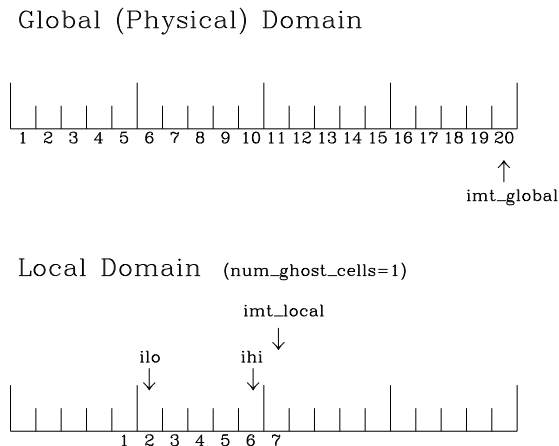 Global (Physical) Domain
1 2 3 4 5 6 7 8 9 10 11 12 13 14 15 16 17 18 19 20
imt_global
Local Domain (num_ghost_cells=1)
imt_local
ilo ihi
1 2 3 4 5 6 7